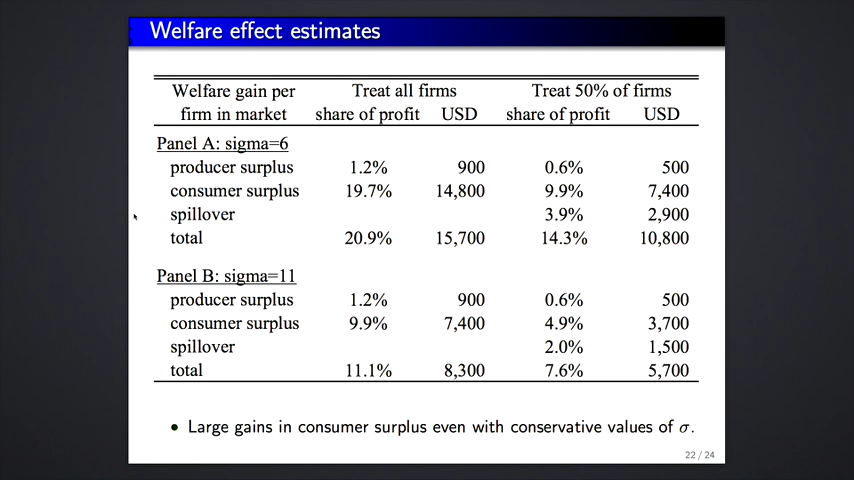 Welfare effect estimates
Welfare gain per Treat all firms Treat 50% of firms
firm in market share of profit USD share of profit USD
Panel A: sigma=6
producer surplus 1.2% 900 0.6% 500
consumer surplus 19.7% 14,800 9.9% 7,400
spillover 3.9% 2,900
total 20.9% 15,700 14.3% 10,800
Panel B: sigma=11
producer surplus 1.2% 900 0.6% 500
consumer surplus 9.9% 7,400 4.9% 3,700
spillover 2.0% 1,500
total 11.1% 8,300 7.6% 5,700
• Large gains in consumer surplus even with conservative values of σ.
22 / 24